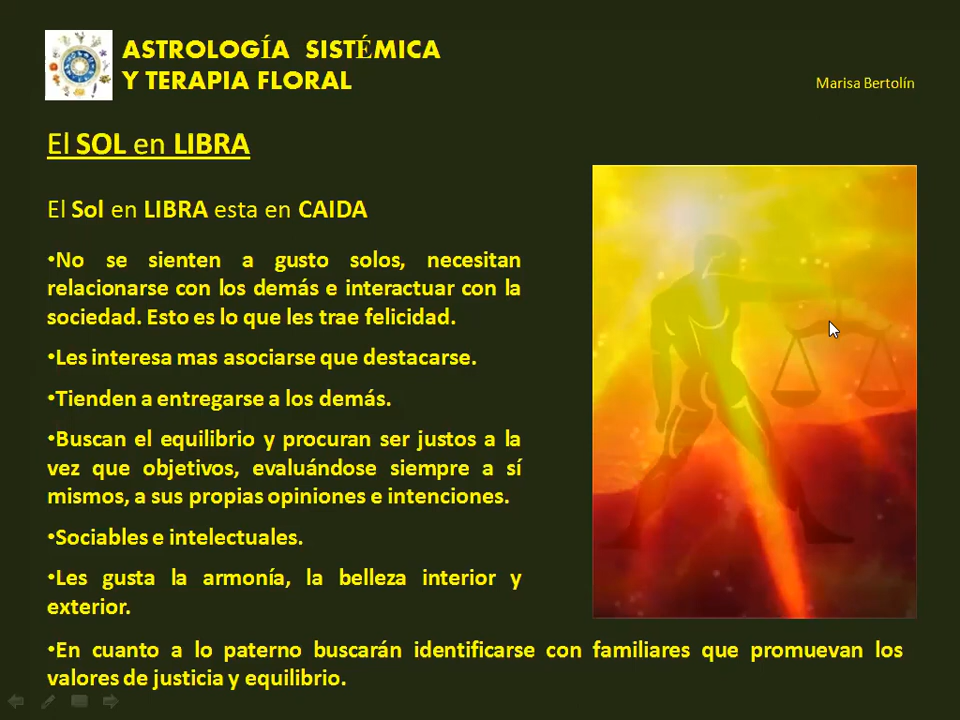 ASTROLOGÍA SISTÉMICA
Y TERAPIA FLORAL
Marisa Bertolín
El SOL en LIBRA
El Sol en LIBRA esta en CAIDA
•No se sienten a gusto solos, necesitan
relacionarse con los demás e interactuar con la
sociedad. Esto es lo que les trae felicidad.
•Les interesa mas asociarse que destacarse.
•Tienden a entregarse a los demás.
•Buscan el equilibrio y procuran ser justos a la
vez que objetivos, evaluándose siempre a sí
mismos, a sus propias opiniones e intenciones.
•Sociables e intelectuales.
•Les gusta la armonía, la belleza interior y
exterior.
•En cuanto a lo paterno buscarán identificarse con familiares que promuevan los
valores de justicia y equilibrio.